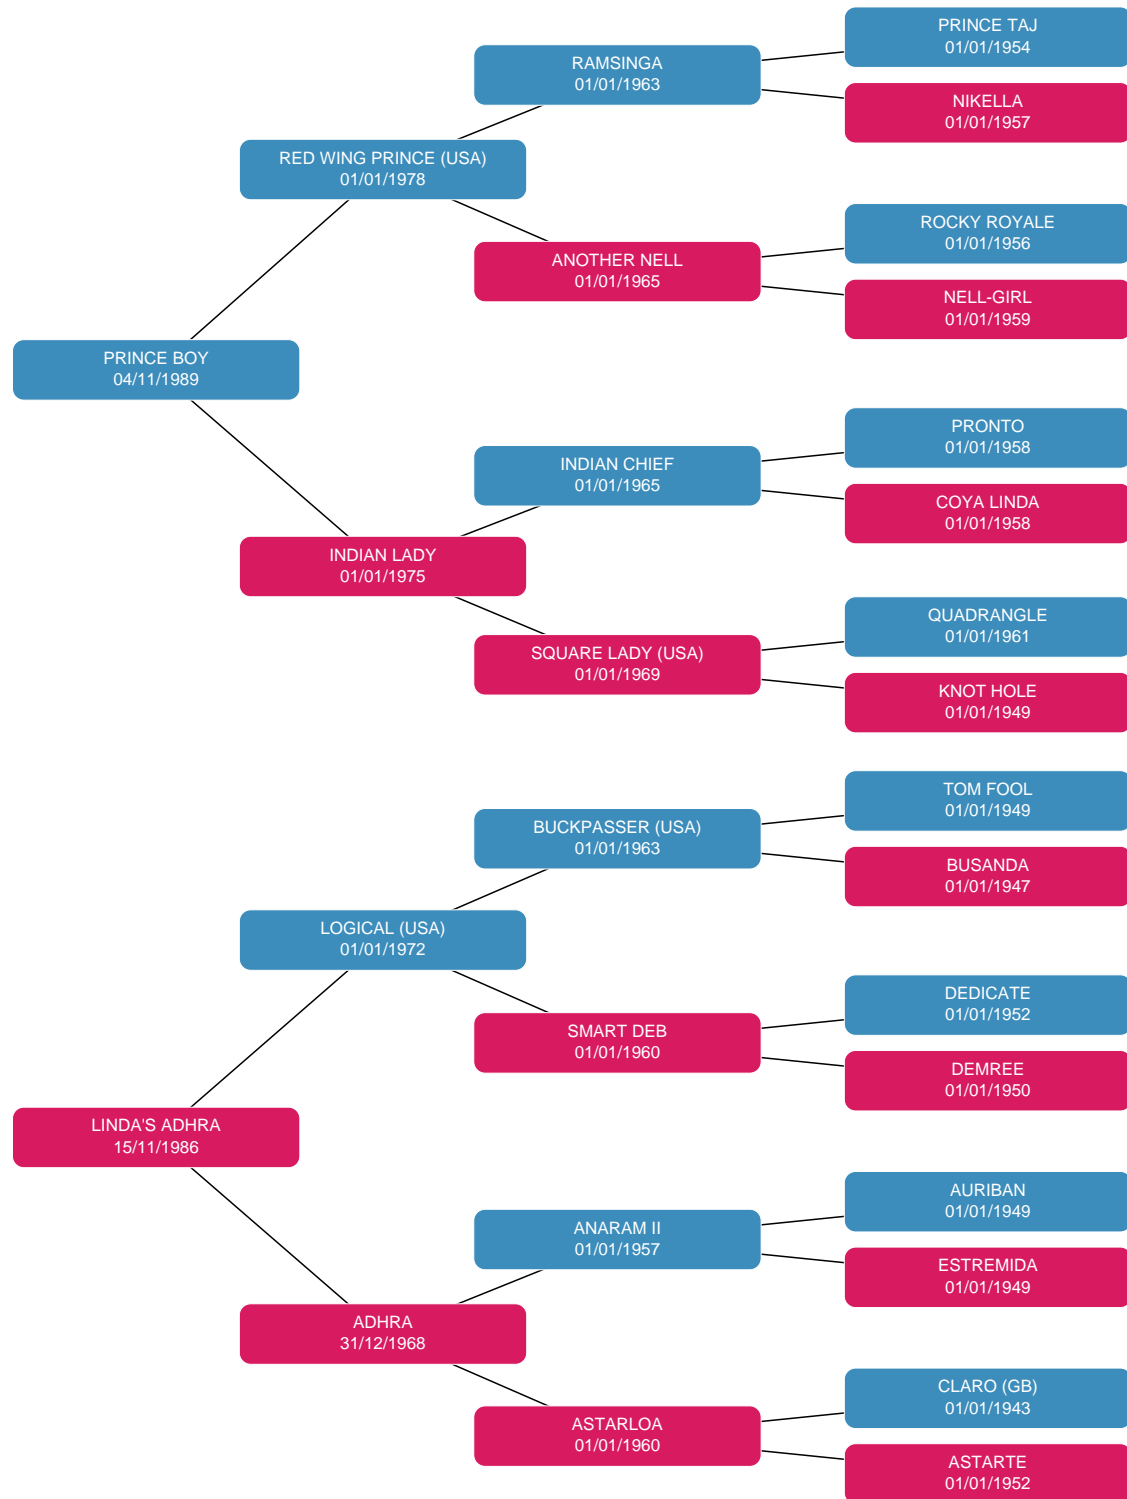 PRINCE TAJ
01/01/1954
RAMSINGA
01/01/1963
NIKELLA
01/01/1957
RED WING PRINCE (USA)
01/01/1978
ROCKY ROYALE
01/01/1956
ANOTHER NELL
01/01/1965
NELL-GIRL
01/01/1959
PRINCE BOY
04/11/1989
PRONTO
01/01/1958
INDIAN CHIEF
01/01/1965
COYA LINDA
01/01/1958
INDIAN LADY
01/01/1975
QUADRANGLE
01/01/1961
SQUARE LADY (USA)
01/01/1969
KNOT HOLE
01/01/1949
TOM FOOL
01/01/1949
BUCKPASSER (USA)
01/01/1963
BUSANDA
01/01/1947
LOGICAL (USA)
01/01/1972
DEDICATE
01/01/1952
SMART DEB
01/01/1960
DEMREE
01/01/1950
LINDA'S ADHRA
15/11/1986
AURIBAN
01/01/1949
ANARAM II
01/01/1957
ESTREMIDA
01/01/1949
ADHRA
31/12/1968
CLARO (GB)
01/01/1943
ASTARLOA
01/01/1960
ASTARTE
01/01/1952